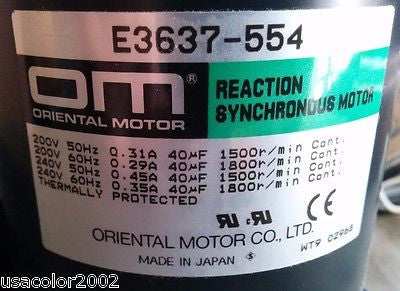 E3637-554
OM®
ORIENTAL MOTOR
REACTION
SYNCHRONOUS MOTOR
200V 50Hz 0.31A 40µF 1500r/min Cont.
200V 60Hz 0.29A 40µF 1800r/min Cont.
240V 50Hz 0.45A 40µF 1500r/min Cont.
240V 60Hz 0.35A 40µF 1800r/min Cont.
THERMALLY PROTECTED
ORIENTAL MOTOR CO., LTD.
WT9 02968
MADE IN JAPAN
usacolor2002